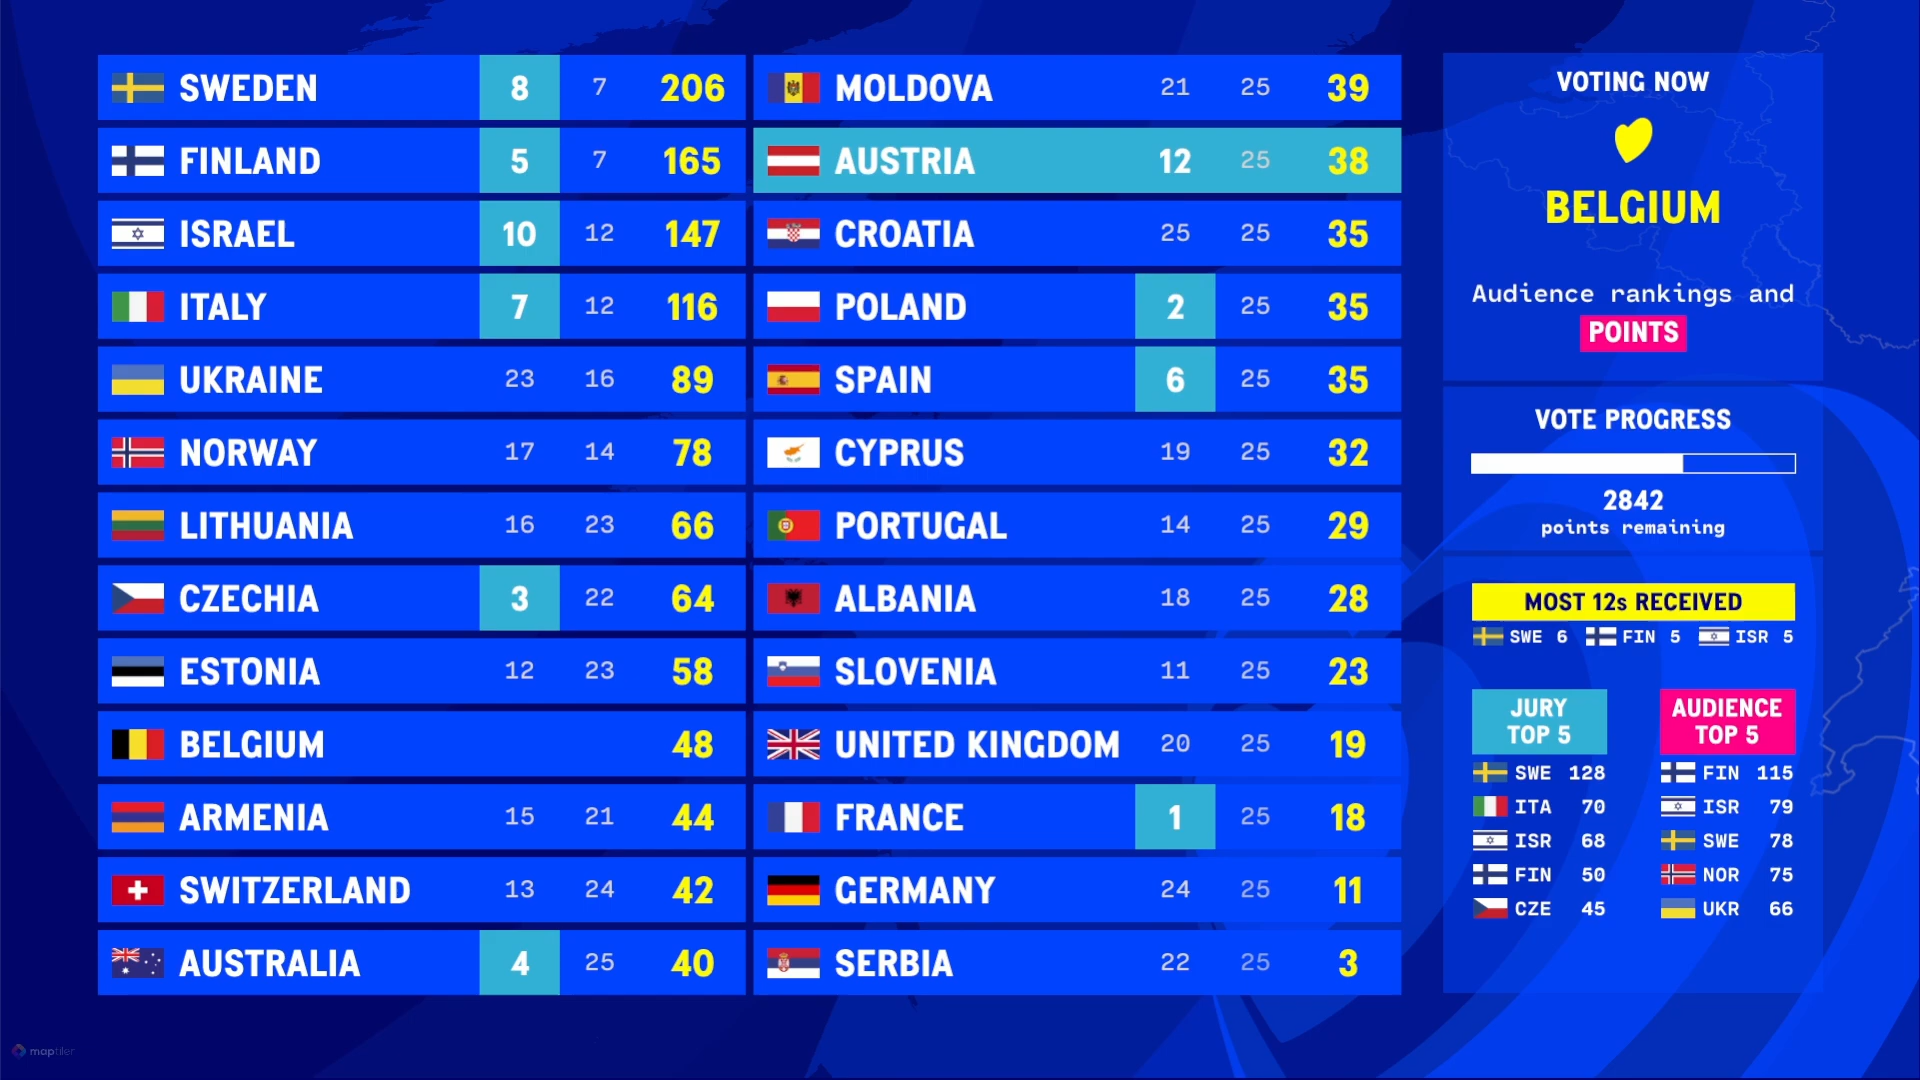 SWEDEN 8 7 206
FINLAND 5 7 165
ISRAEL 10 12 147
ITALY 7 12 116
UKRAINE 23 16 89
NORWAY 17 14 78
LITHUANIA 16 23 66
CZECHIA 3 22 64
ESTONIA 12 23 58
BELGIUM 48
ARMENIA 15 21 44
SWITZERLAND 13 24 42
AUSTRALIA 4 25 40
MOLDOVA 21 25 39
AUSTRIA 12 25 38
CROATIA 25 25 35
POLAND 2 25 35
SPAIN 6 25 35
CYPRUS 19 25 32
PORTUGAL 14 25 29
ALBANIA 18 25 28
SLOVENIA 11 25 23
UNITED KINGDOM 20 25 19
FRANCE 1 25 18
GERMANY 24 25 11
SERBIA 22 25 3
VOTING NOW
BELGIUM
Audience rankings and
POINTS
VOTE PROGRESS
2842
points remaining
MOST 12s RECEIVED
SWE 6 FIN 5 ISR 5
JURY
TOP 5
SWE 128
ITA 70
ISR 68
FIN 50
CZE 45
AUDIENCE
TOP 5
FIN 115
ISR 79
SWE 78
NOR 75
UKR 66
maptiler